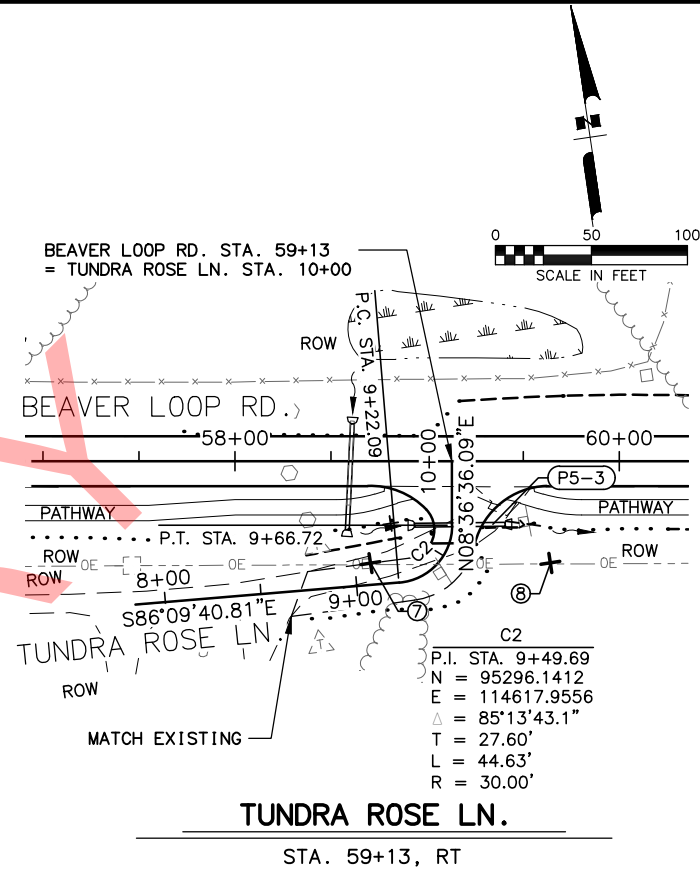 N
0 50 100
SCALE IN FEET
BEAVER LOOP RD. STA. 59+13
= TUNDRA ROSE LN. STA. 10+00
ROW
P.C. STA. 9+22.09
BEAVER LOOP RD.
58+00
10+00
60+00
N08°36'36.09"E
P5-3
PATHWAY
PATHWAY
P.T. STA. 9+66.72
C2
ROW
OE
OE
OE
OE
ROW
ROW
8+00
9+00
7
8
S86°09'40.81"E
TUNDRA ROSE LN.
T
ROW
MATCH EXISTING
C2
P.I. STA. 9+49.69
N = 95296.1412
E = 114617.9556
△ = 85°13'43.1"
T = 27.60'
L = 44.63'
R = 30.00'
TUNDRA ROSE LN.
STA. 59+13, RT